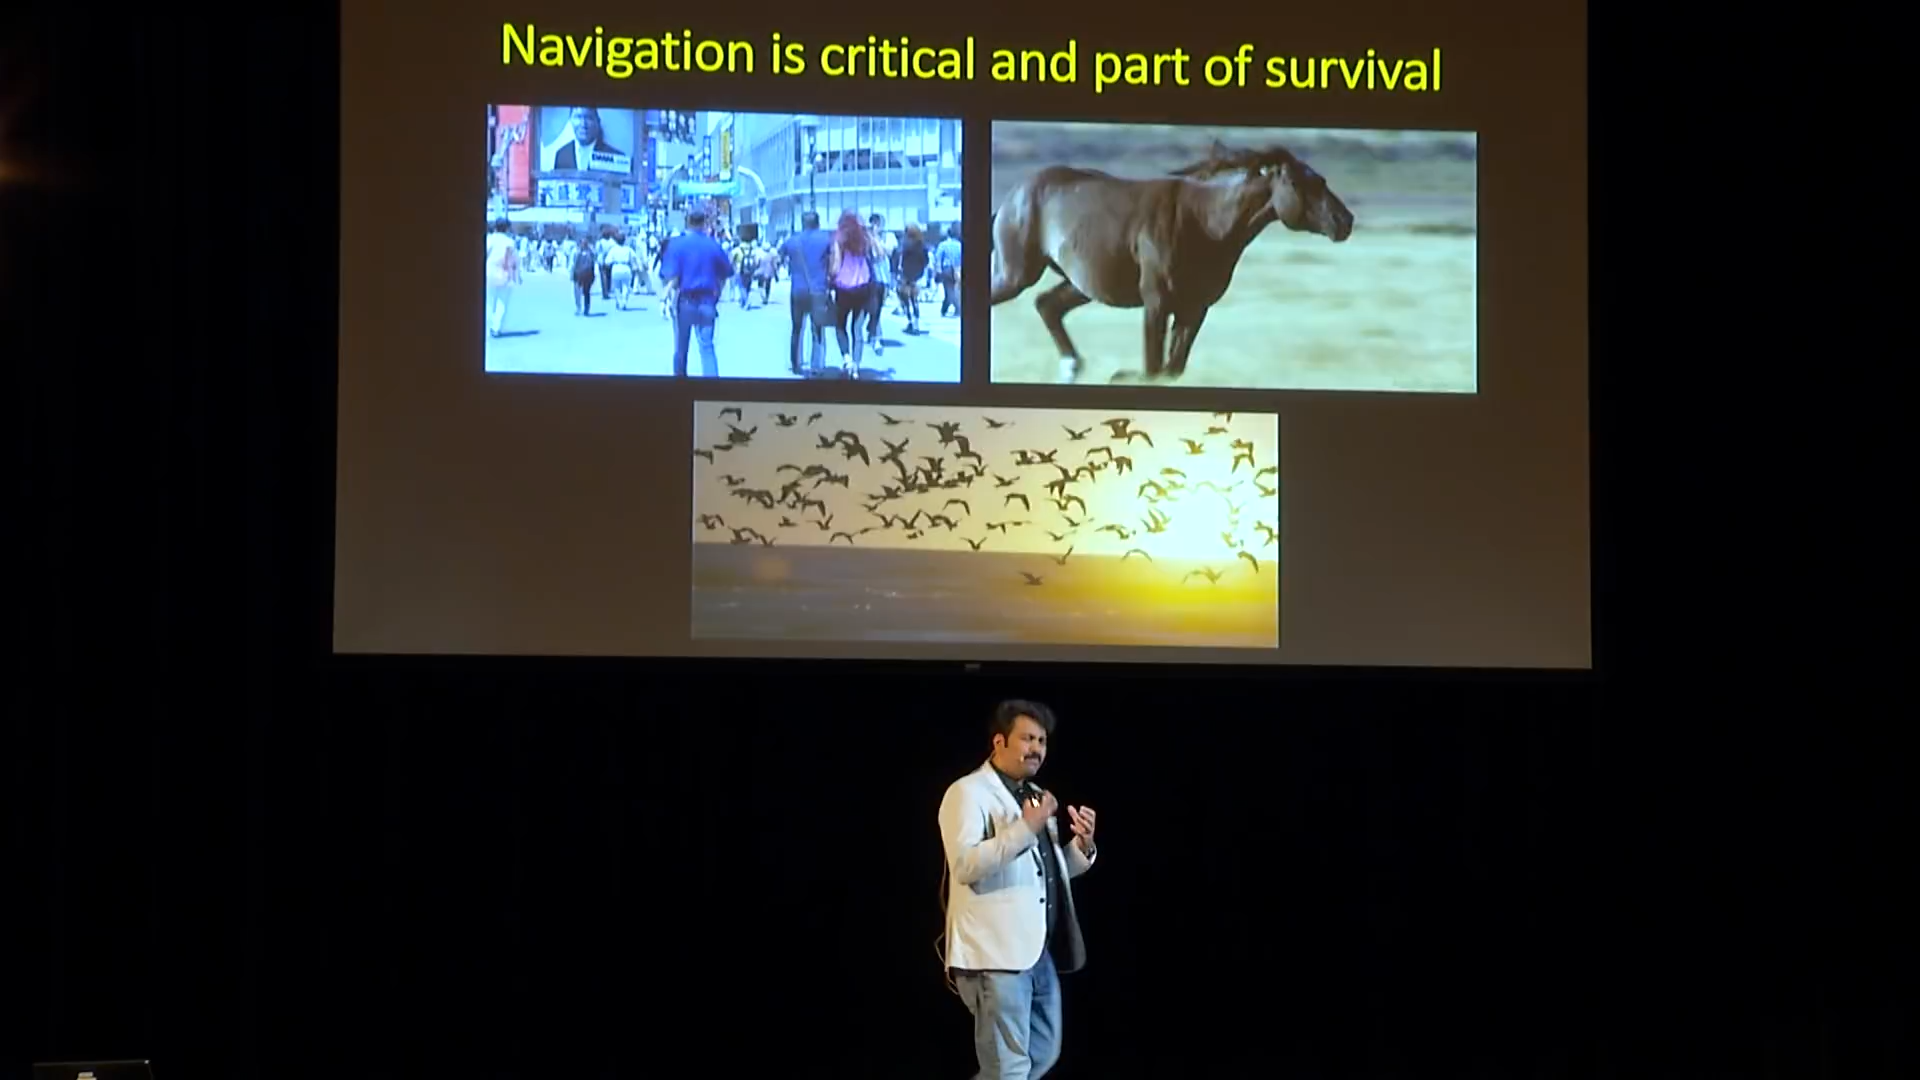 Navigation is critical and part of survival